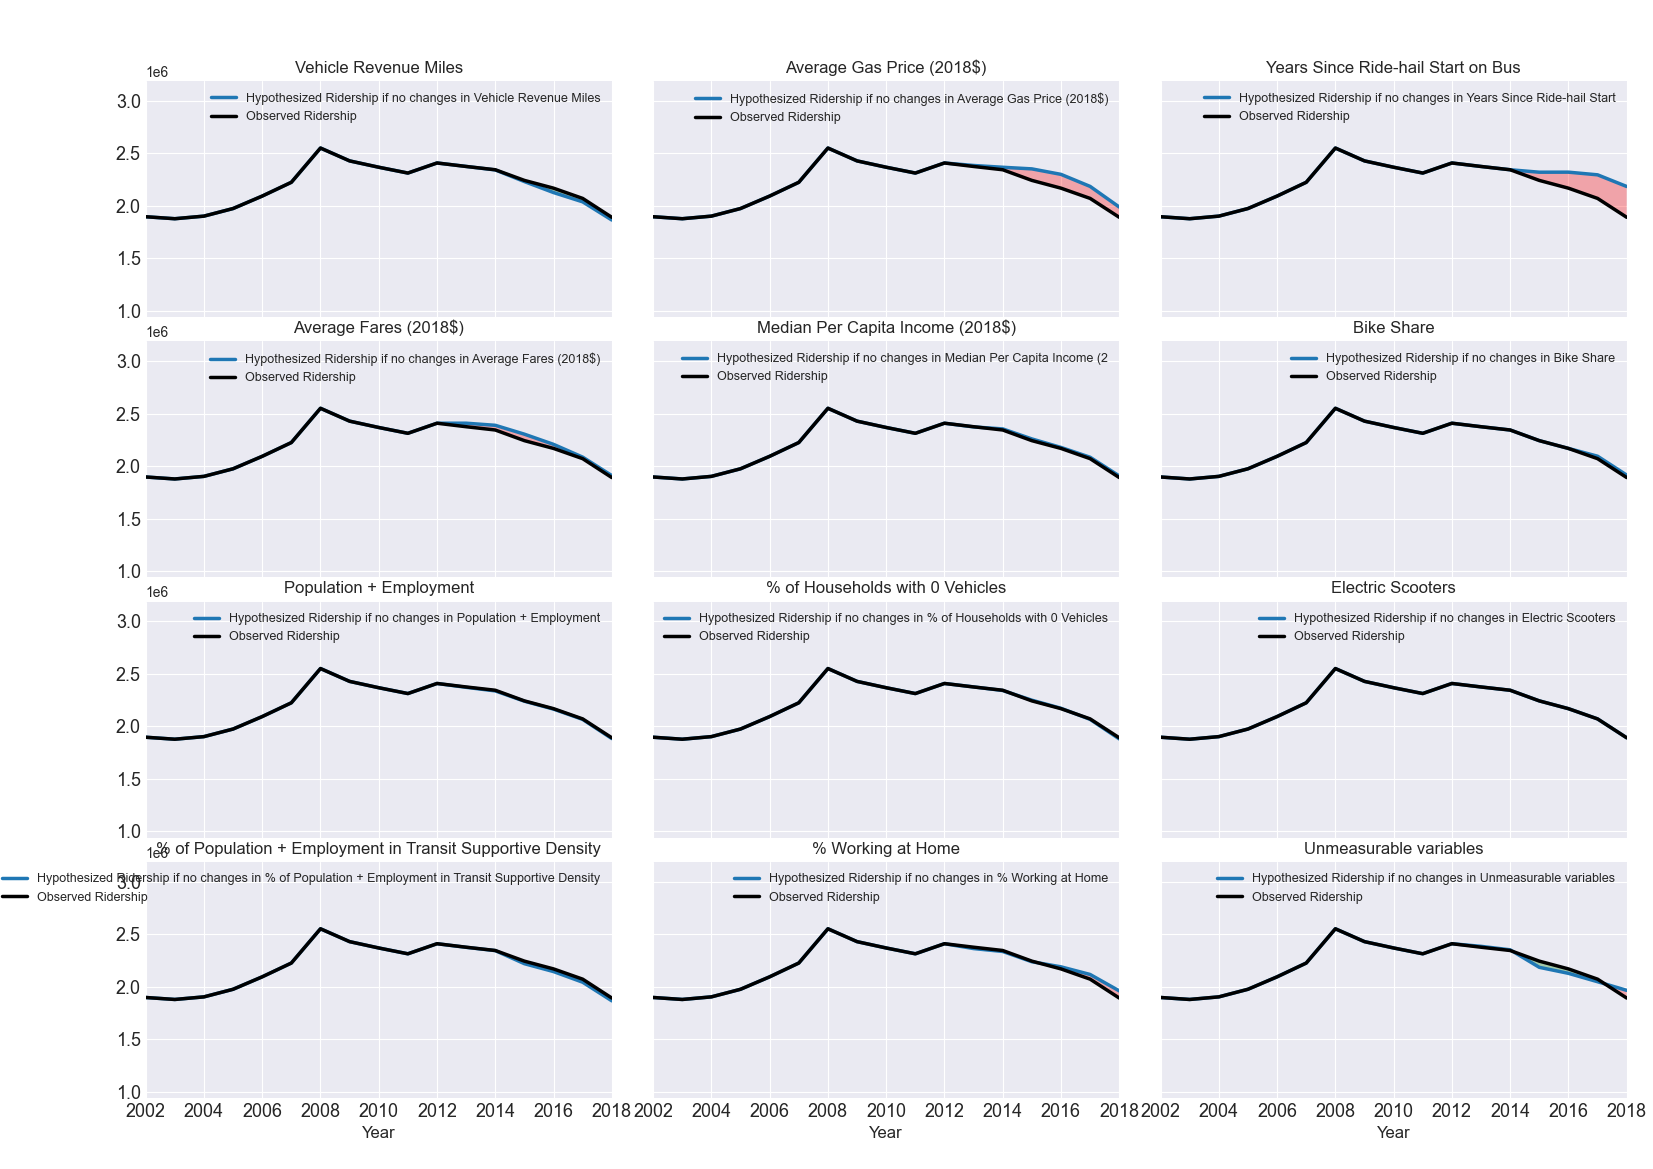 Vehicle Revenue Miles
1e6
Hypothesized Ridership if no changes in Vehicle Revenue Miles
Observed Ridership
3.0
2.5
2.0
1.5
1.0
Average Gas Price (2018$)
Hypothesized Ridership if no changes in Average Gas Price (2018$)
Observed Ridership
Years Since Ride-hail Start on Bus
Hypothesized Ridership if no changes in Years Since Ride-hail Start
Observed Ridership
Average Fares (2018$)
1e6
Hypothesized Ridership if no changes in Average Fares (2018$)
Observed Ridership
3.0
2.5
2.0
1.5
1.0
Median Per Capita Income (2018$)
Hypothesized Ridership if no changes in Median Per Capita Income (2
Observed Ridership
Bike Share
Hypothesized Ridership if no changes in Bike Share
Observed Ridership
Population + Employment
1e6
Hypothesized Ridership if no changes in Population + Employment
Observed Ridership
3.0
2.5
2.0
1.5
1.0
% of Households with 0 Vehicles
Hypothesized Ridership if no changes in % of Households with 0 Vehicles
Observed Ridership
Electric Scooters
Hypothesized Ridership if no changes in Electric Scooters
Observed Ridership
% of Population + Employment in Transit Supportive Density
1e6
Hypothesized Ridership if no changes in % of Population + Employment in Transit Supportive Density
Observed Ridership
3.0
2.5
2.0
1.5
1.0
2002 2004 2006 2008 2010 2012 2014 2016 2018
Year
% Working at Home
Hypothesized Ridership if no changes in % Working at Home
Observed Ridership
2002 2004 2006 2008 2010 2012 2014 2016 2018
Year
Unmeasurable variables
Hypothesized Ridership if no changes in Unmeasurable variables
Observed Ridership
2002 2004 2006 2008 2010 2012 2014 2016 2018
Year